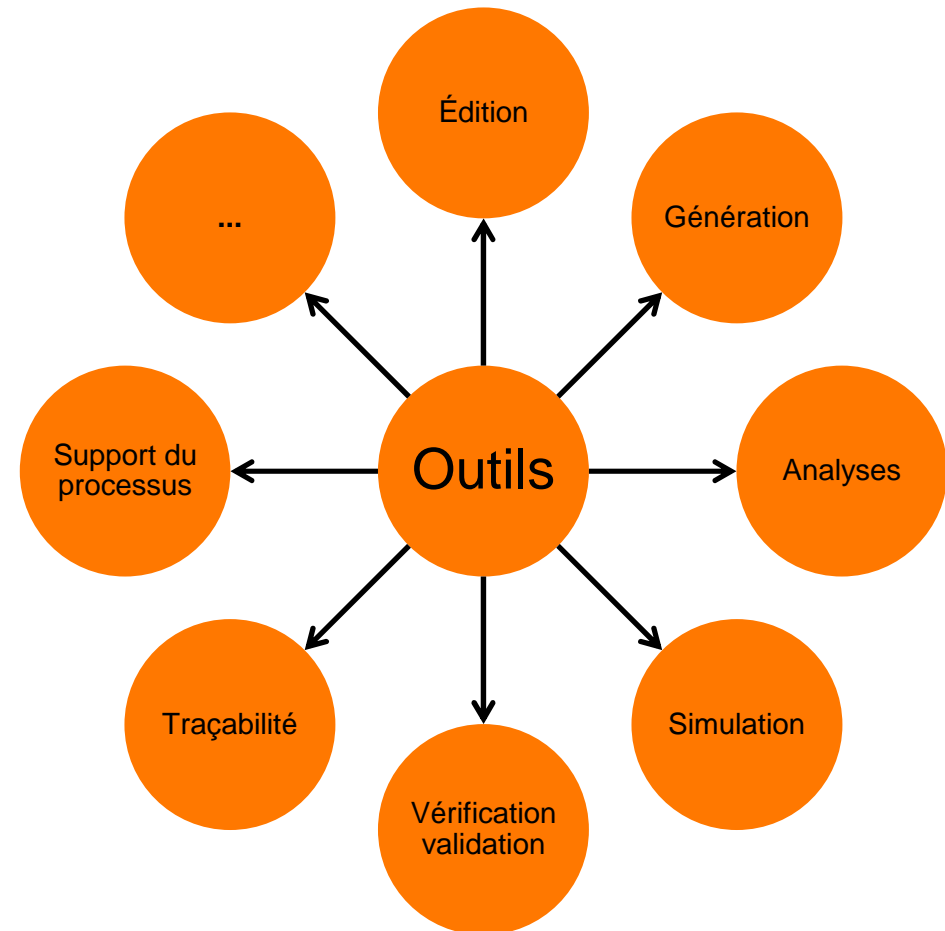 Édition
Génération
...
Outils
Analyses
Support du
processus
Simulation
Traçabilité
Vérification
validation